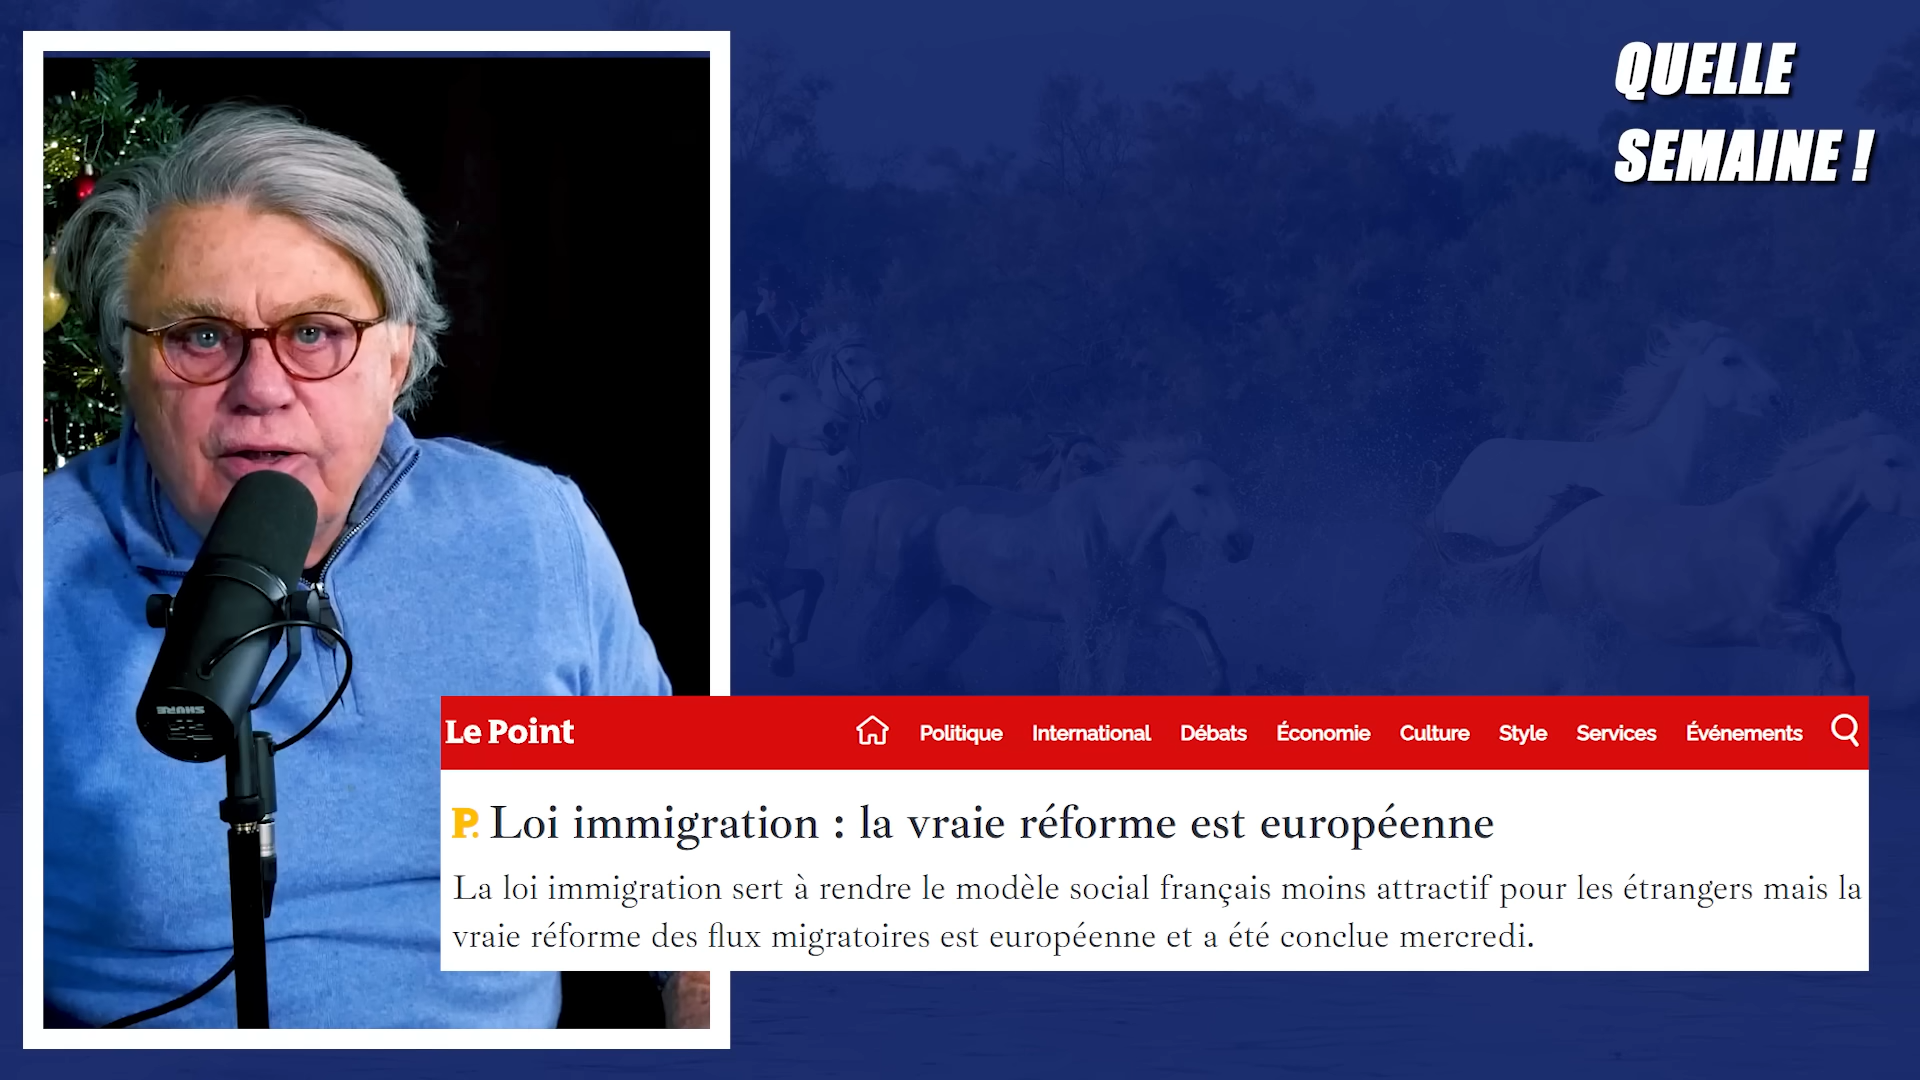 QUELLE
SEMAINE !
SHURE
Le Point
Politique International Débats Économie Culture Style Services Événements
P. Loi immigration : la vraie réforme est européenne
La loi immigration sert à rendre le modèle social français moins attractif pour les étrangers mais la
vraie réforme des flux migratoires est européenne et a été conclue mercredi.